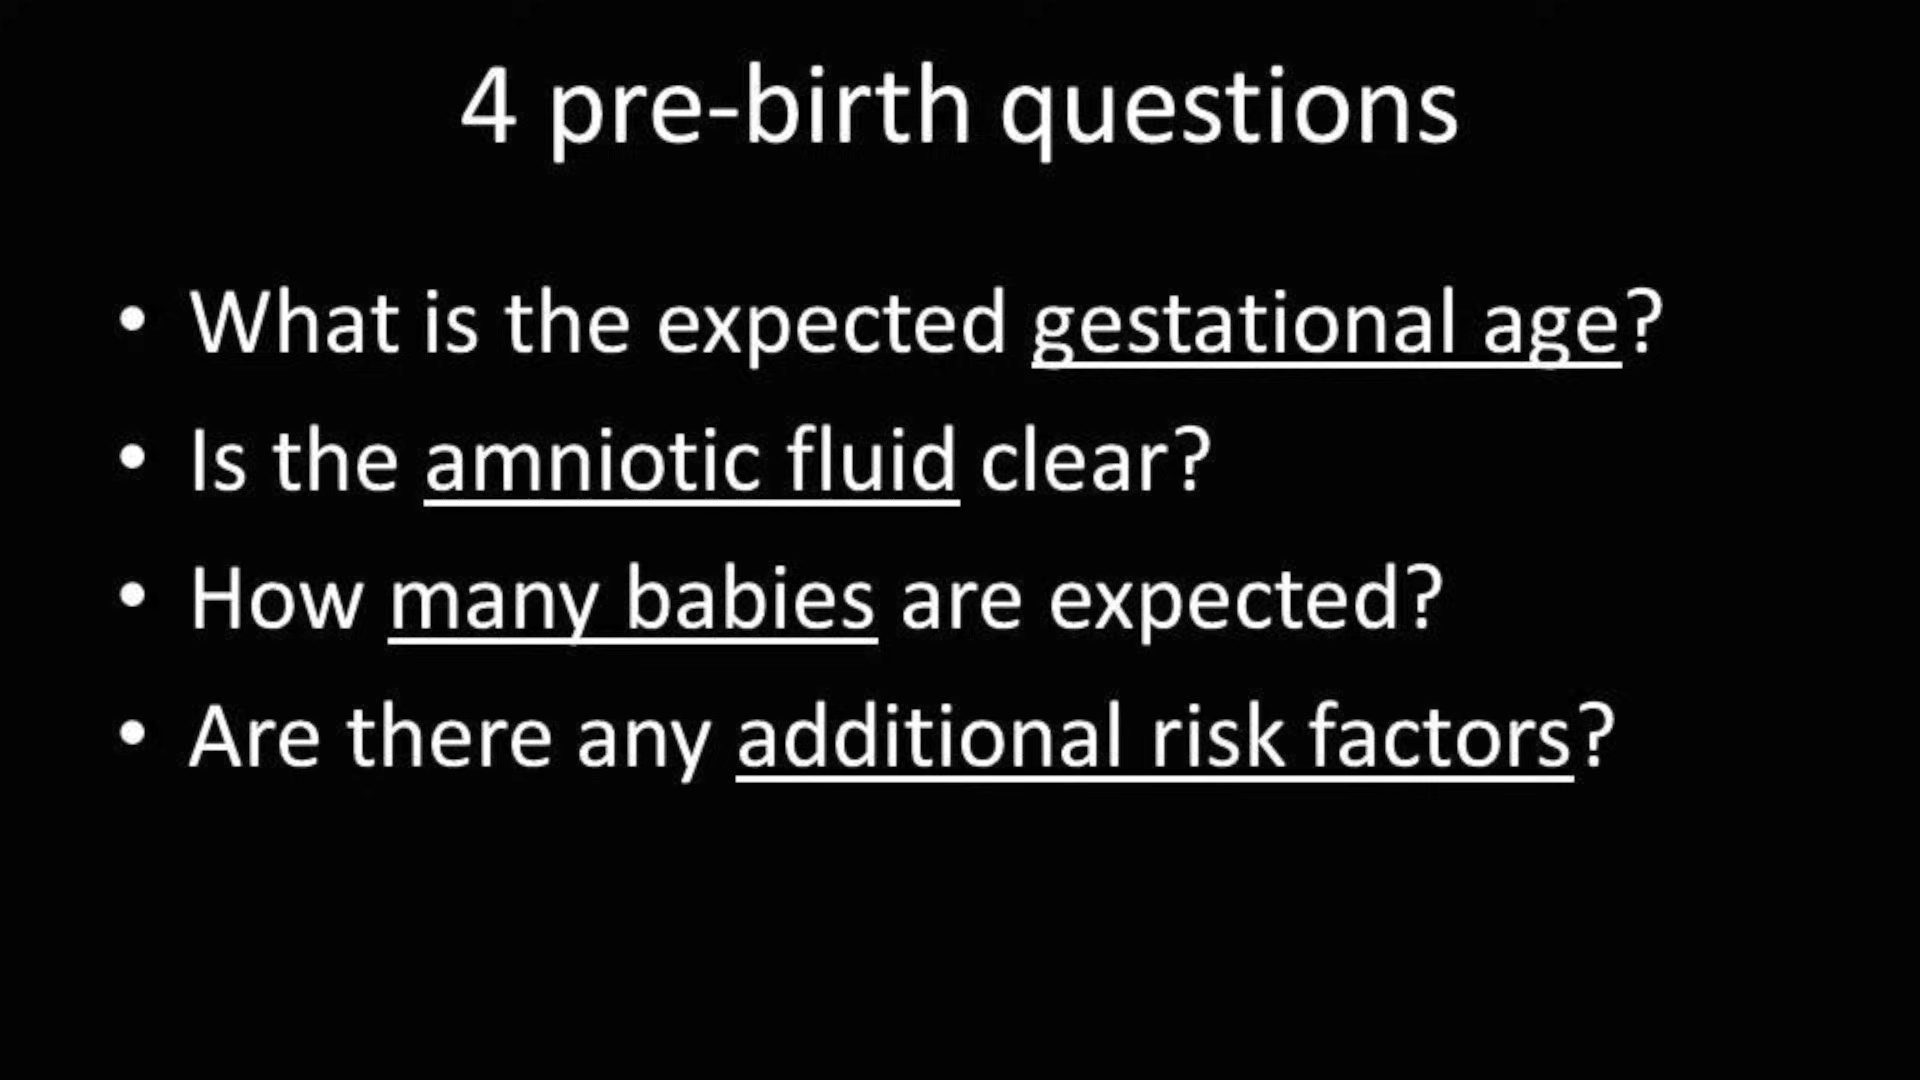 4 pre-birth questions
• What is the expected gestational age?
• Is the amniotic fluid clear?
• How many babies are expected?
• Are there any additional risk factors?